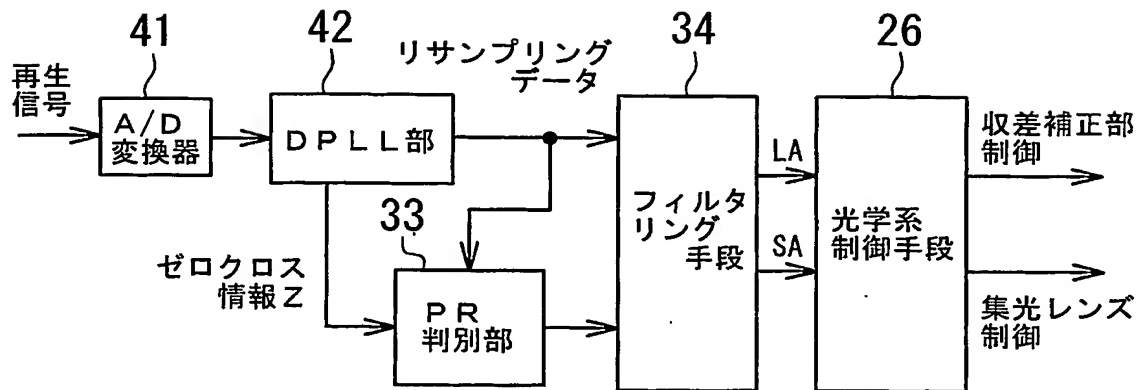 41
42
リサンプリング
データ
34
26
再生
信号
A/D
変換器
DPLL部
収差補正部
制御
LA
フィルタ
リング
手段
光学系
制御手段
33
SA
ゼロクロス
情報Z
PR
判別部
集光レンズ
制御